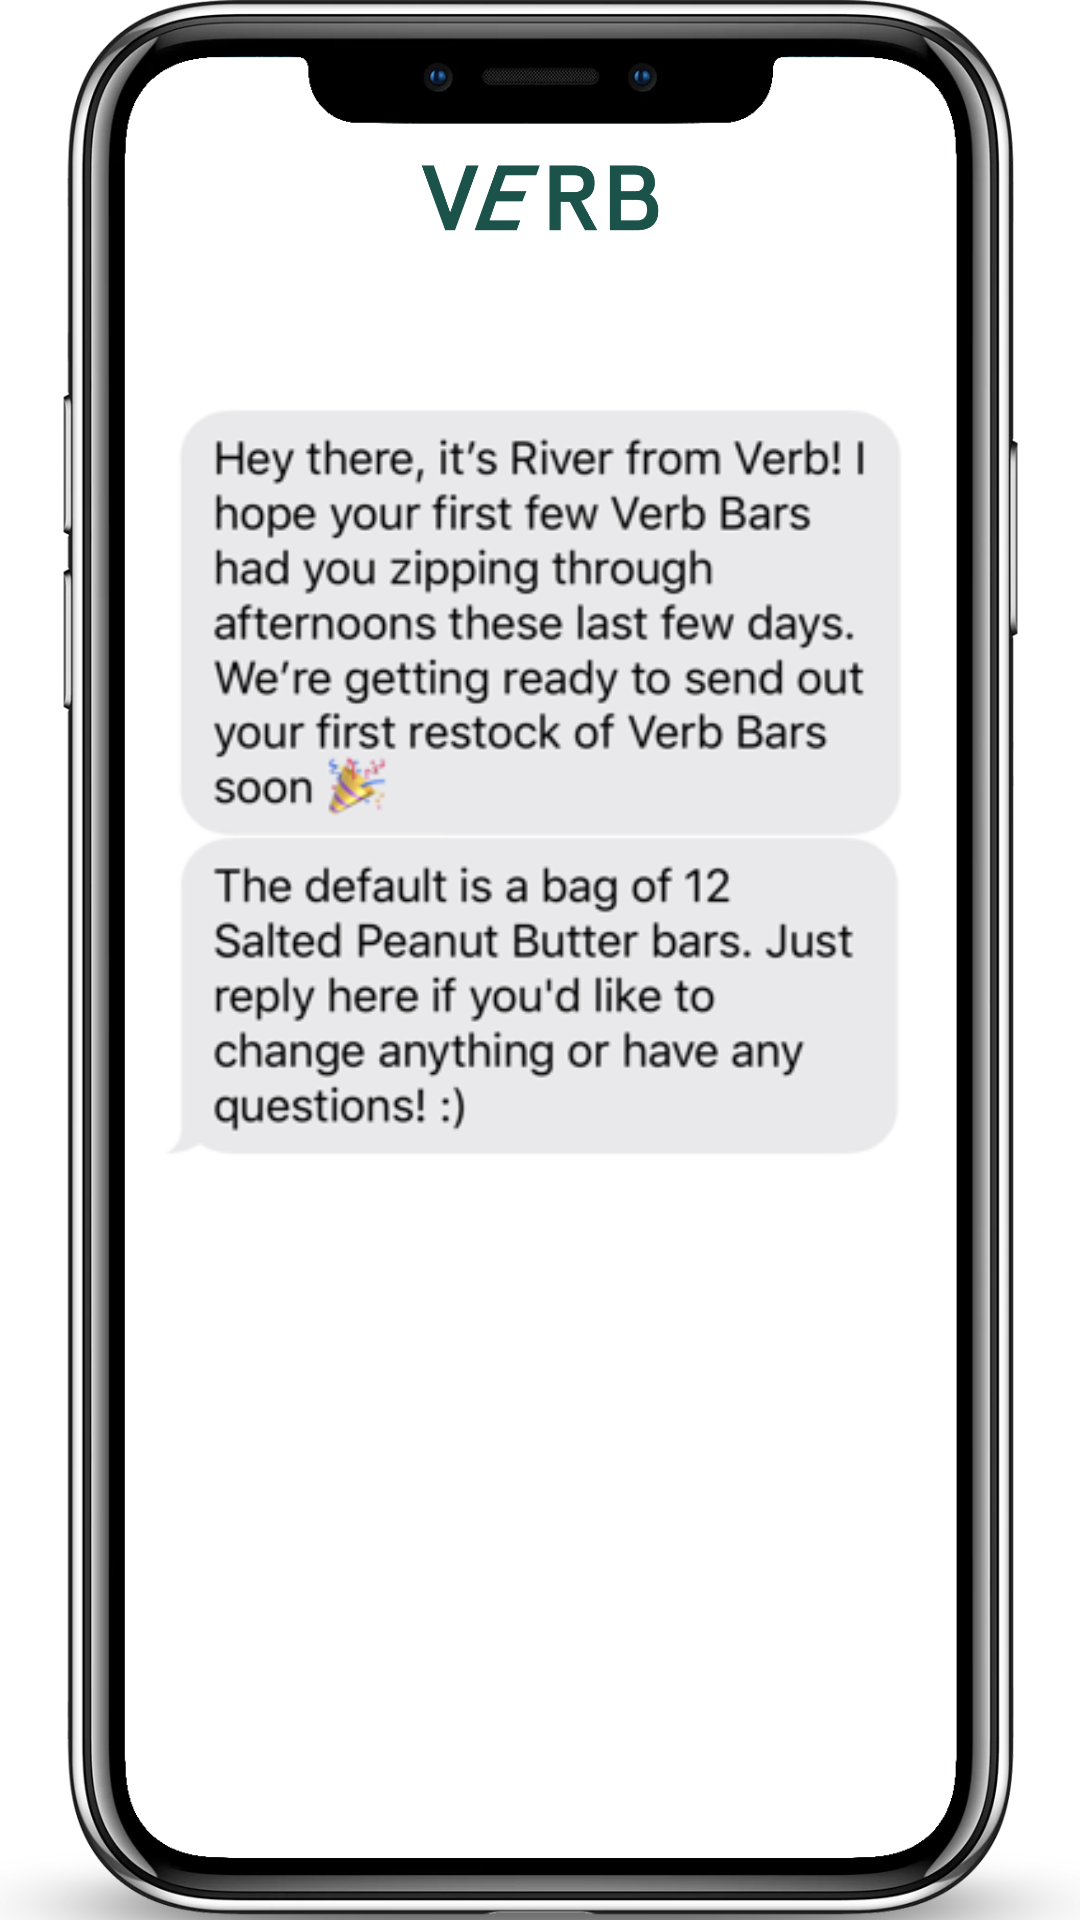 VERB
Hey there, it’s River from Verb! I
hope your first few Verb Bars
had you zipping through
afternoons these last few days.
We’re getting ready to send out
your first restock of Verb Bars
soon 🎉
The default is a bag of 12
Salted Peanut Butter bars. Just
reply here if you'd like to
change anything or have any
questions! :)